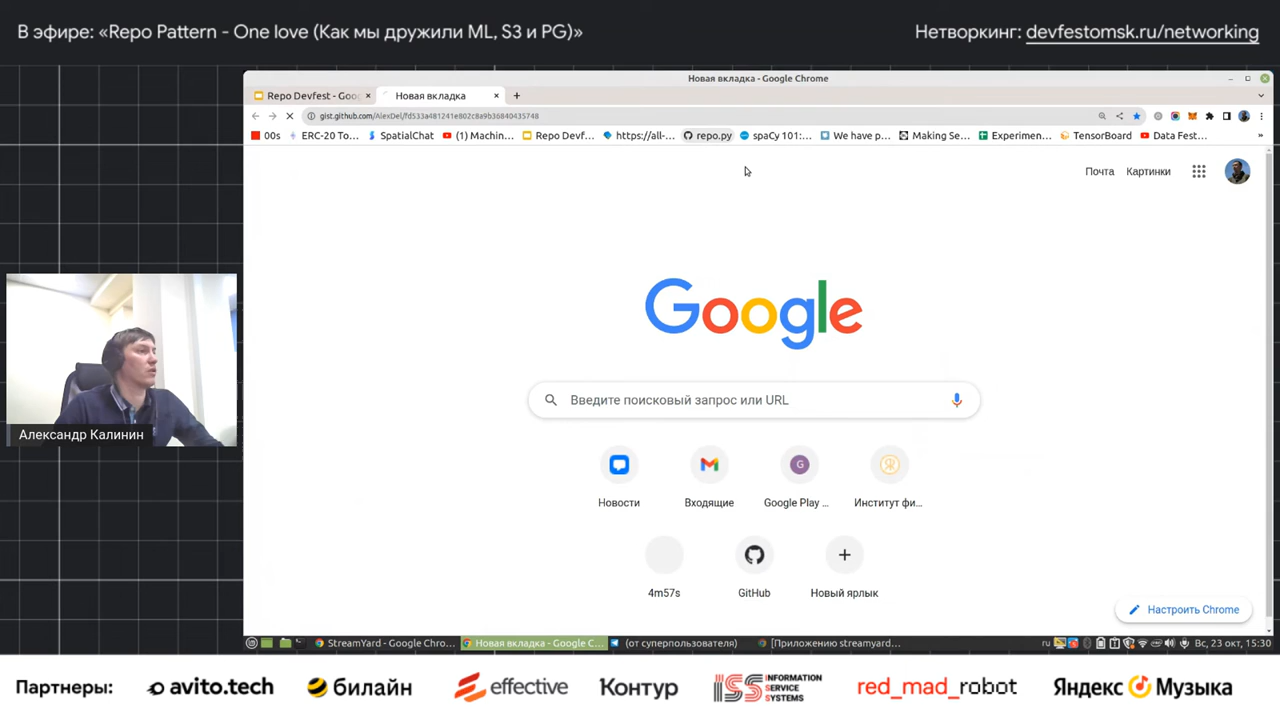 В эфире: «Repo Pattern - One love (Как мы дружили ML, S3 и PG)»
Нетворкинг: devfestomsk.ru/networking
Новая вкладка - Google Chrome
Repo Devfest - Goo
Новая вкладка
gist.github.com/AlexDel/fd533a481241e802c8a9b36840435748
00s
ERC-20 To...
SpatialChat
(1) Machin...
Repo Devf...
https://all-...
repo.py
spaCy 101:...
We have p...
Making Se...
Experimen...
TensorBoard
Data Fest...
»
Почта
Картинки
Google
Введите поисковый запрос или URL
G
Новости
Входящие
Google Play ...
Институт фи...
4m57s
GitHub
Новый ярлык
Настроить Chrome
Александр Калинин
StreamYard - Google Chro...
Новая вкладка - Google C...
(от суперпользователя)
[Приложению streamyard...
ru
Вс, 23 окт, 15:30
Партнеры:
avito.tech
билайн
effective
Контур
ISS INFORMATION SERVICE SYSTEMS
red_mad_robot
Яндекс Музыка